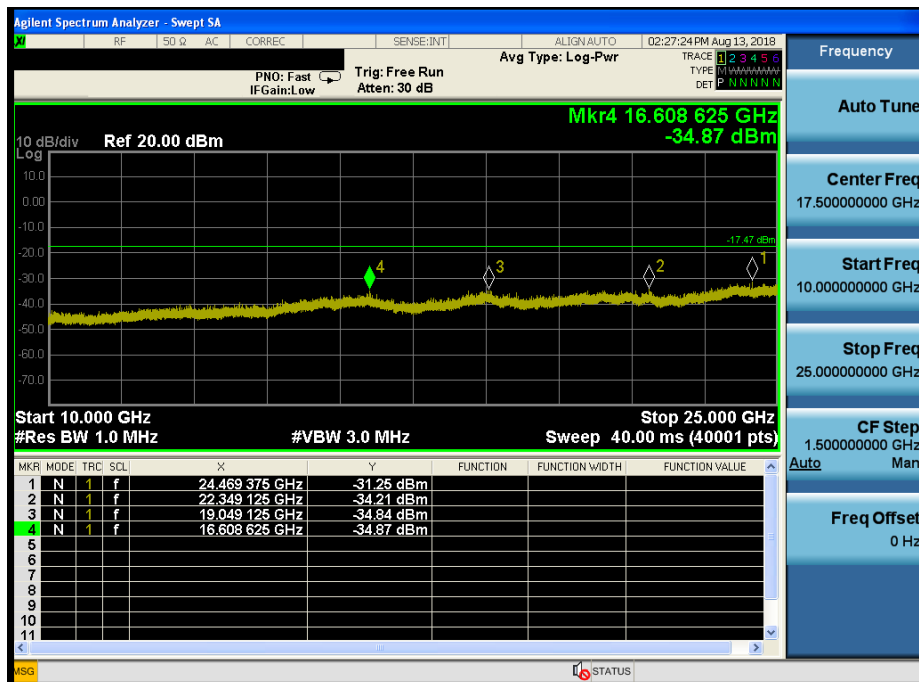 Agilent Spectrum Analyzer - Swept SA
RF 50 Ω AC CORREC SENSE:INT ALIGN AUTO 02:27:24 PM Aug 13, 2018
Frequency
Avg Type: Log-Pwr
TRACE 1 2 3 4 5 6
TYPE M W W W W W
DET P N N N N N
PNO: Fast
IFGain:Low
Trig: Free Run
Atten: 30 dB
Auto Tune
Mkr4 16.608 625 GHz
-34.87 dBm
10 dB/div Ref 20.00 dBm
Log
10.0
0.00
-10.0
-20.0
-30.0
-40.0
-50.0
-60.0
-70.0
-17.47 dBm
4
3
2
1
Center Freq
17.500000000 GHz
Start Freq
10.000000000 GHz
Stop Freq
25.000000000 GHz
CF Step
1.500000000 GHz
Auto Man
Freq Offset
0 Hz
Start 10.000 GHz Stop 25.000 GHz
#Res BW 1.0 MHz #VBW 3.0 MHz Sweep 40.00 ms (40001 pts)
MKR MODE TRC SCL X Y FUNCTION FUNCTION WIDTH FUNCTION VALUE
1 N 1 f 24.469 375 GHz -31.25 dBm
2 N 1 f 22.349 125 GHz -34.21 dBm
3 N 1 f 19.049 125 GHz -34.84 dBm
4 N 1 f 16.608 625 GHz -34.87 dBm
5
6
7
8
9
10
11
MSG STATUS